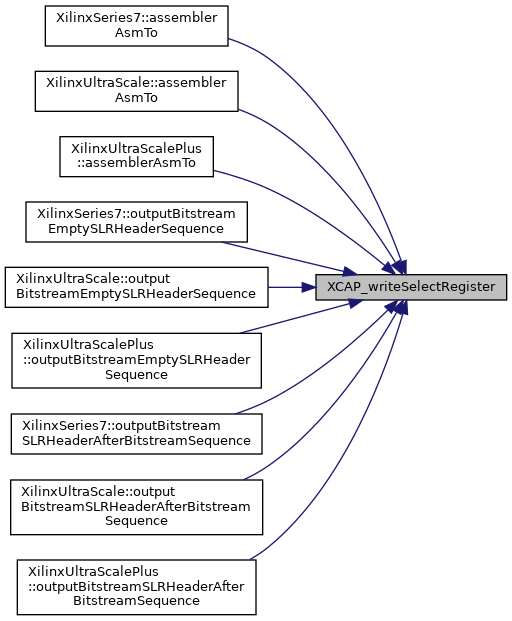 XilinxSeries7::assembler
AsmTo
XilinxUltraScale::assembler
AsmTo
XilinxUltraScalePlus
::assemblerAsmTo
XilinxSeries7::outputBitstream
EmptySLRHeaderSequence
XilinxUltraScale::output
BitstreamEmptySLRHeaderSequence
XCAP_writeSelectRegister
XilinxUltraScalePlus
::outputBitstreamEmptySLRHeader
Sequence
XilinxSeries7::outputBitstream
SLRHeaderAfterBitstreamSequence
XilinxUltraScale::output
BitstreamSLRHeaderAfterBitstream
Sequence
XilinxUltraScalePlus
::outputBitstreamSLRHeaderAfter
BitstreamSequence